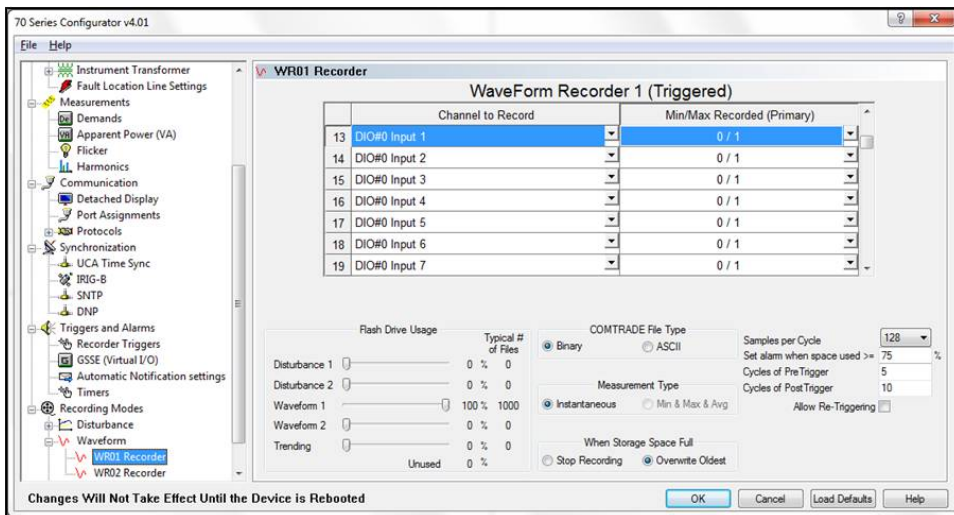 70 Series Configurator v4.01
File Help
Instrument Transformer
Fault Location Line Settings
Measurements
Demands
Apparent Power (VA)
Flicker
Harmonics
Communication
Detached Display
Port Assignments
Protocols
Synchronization
UCA Time Sync
IRIG-B
SNTP
DNP
Triggers and Alarms
Recorder Triggers
GSSE (Virtual I/O)
Automatic Notification settings
Timers
Recording Modes
Disturbance
Waveform
WR01 Recorder
WR02 Recorder
WR01 Recorder
WaveForm Recorder 1 (Triggered)
Channel to Record Min/Max Recorded (Primary)
13 DIO#0 Input 1 0 / 1
14 DIO#0 Input 2 0 / 1
15 DIO#0 Input 3 0 / 1
16 DIO#0 Input 4 0 / 1
17 DIO#0 Input 5 0 / 1
18 DIO#0 Input 6 0 / 1
19 DIO#0 Input 7 0 / 1
Flash Drive Usage
Typical #
of Files
Disturbance 1 0 % 0
Disturbance 2 0 % 0
Waveform 1 100 % 1000
Waveform 2 0 % 0
Trending 0 % 0
Unused 0 %
COMTRADE File Type
Binary ASCII
Measurement Type
Instantaneous Min & Max & Avg
When Storage Space Full
Stop Recording Overwrite Oldest
Samples per Cycle 128
Set alarm when space used >= 75 %
Cycles of PreTrigger 5
Cycles of PostTrigger 10
Allow Re-Triggering
Changes Will Not Take Effect Until the Device is Rebooted
OK Cancel Load Defaults Help